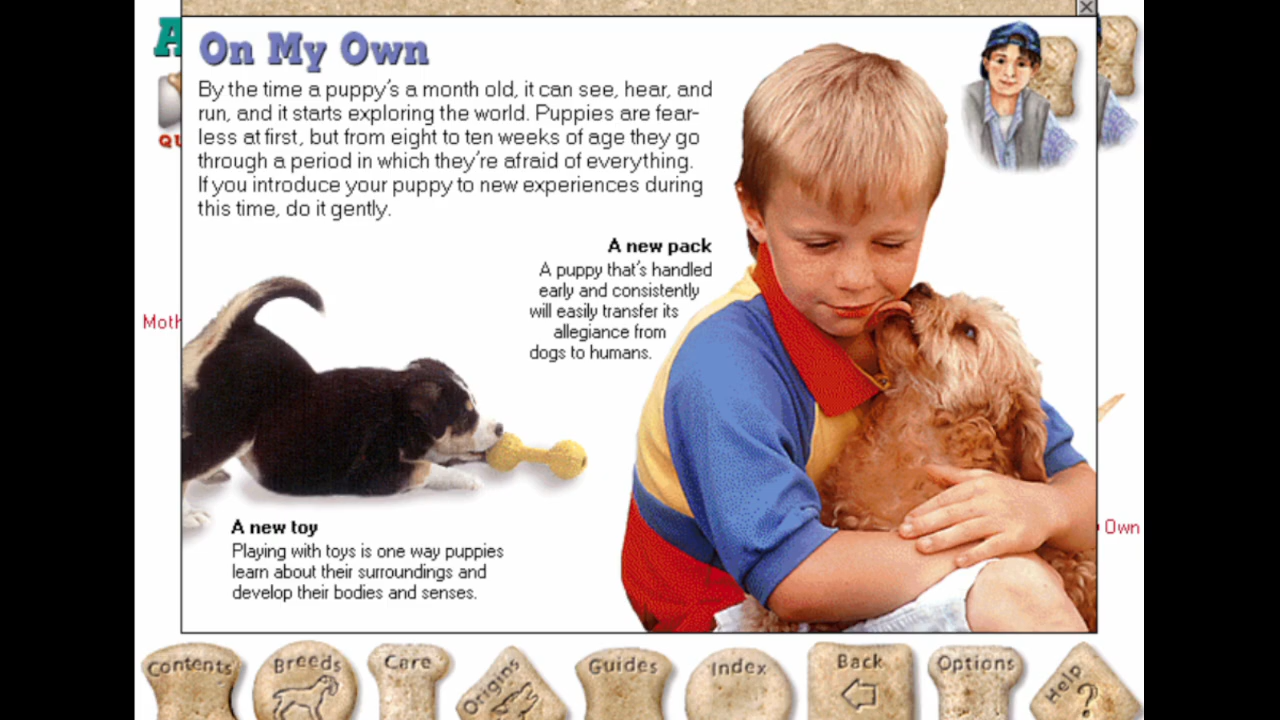 On My Own
By the time a puppy's a month old, it can see, hear, and
run, and it starts exploring the world. Puppies are fear-
less at first, but from eight to ten weeks of age they go
through a period in which they're afraid of everything.
If you introduce your puppy to new experiences during
this time, do it gently.
A new pack
A puppy that's handled
early and consistently
will easily transfer its
allegiance from
dogs to humans.
Moth
Own
A new toy
Playing with toys is one way puppies
learn about their surroundings and
develop their bodies and senses.
Contents Breeds Care Origins Guides Index Back Options Help ?